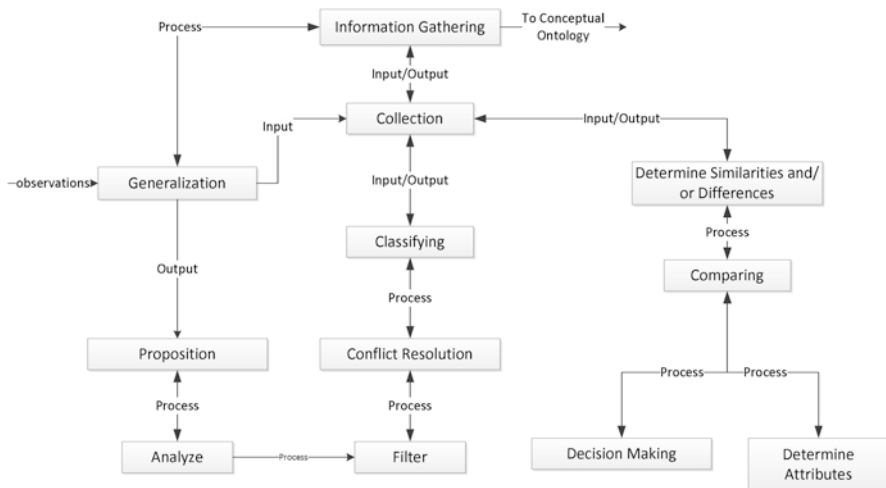 Process
Information Gathering
To Conceptual
Ontology
Input/Output
Input
Collection
Input/Output
observations
Generalization
Input/Output
Determine Similarities and/
or Differences
Classifying
Process
Output
Comparing
Process
Proposition
Conflict Resolution
Process
Process
Process
Process
Analyze
Process
Filter
Decision Making
Determine
Attributes